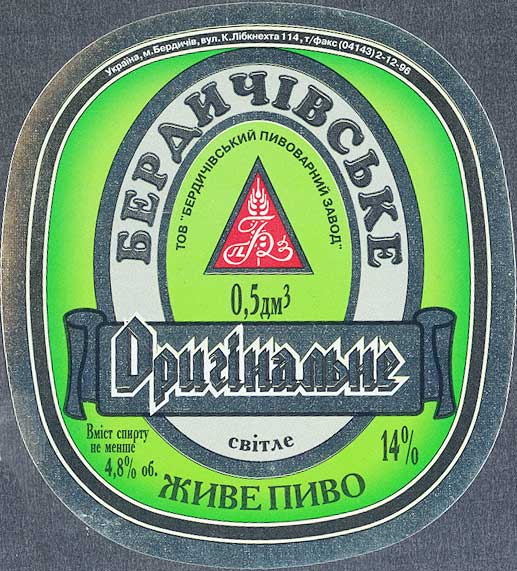 Україна, м.Бердичів, вул.К.Лібкнехта 114, т/факс (04143) 2-12-96
БЕРДИЧІВСЬКЕ
ТОВ "БЕРДИЧІВСЬКИЙ ПИВОВАРНИЙ ЗАВОД"
0,5дм³
Оригінальне
світле
Вміст спирту
не менше
4,8% об.
14%
ЖИВЕ ПИВО